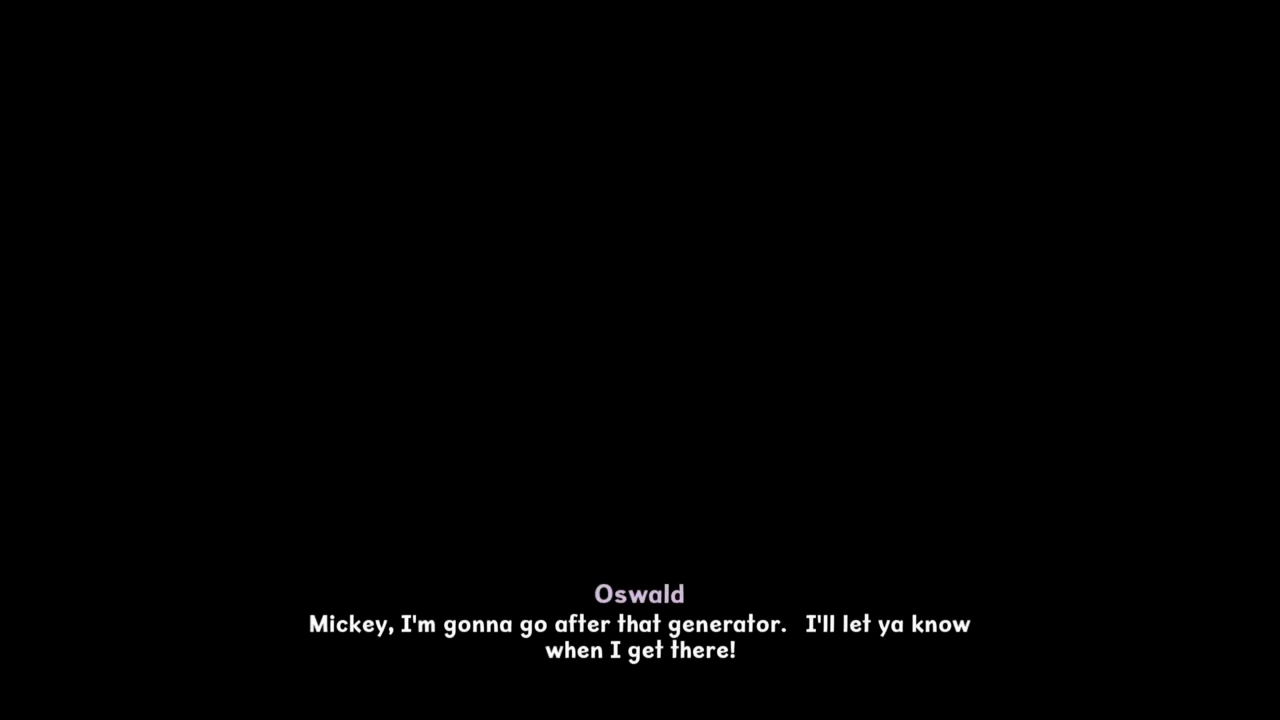 Oswald
Mickey, I'm gonna go after that generator.  I'll let ya know
when I get there!